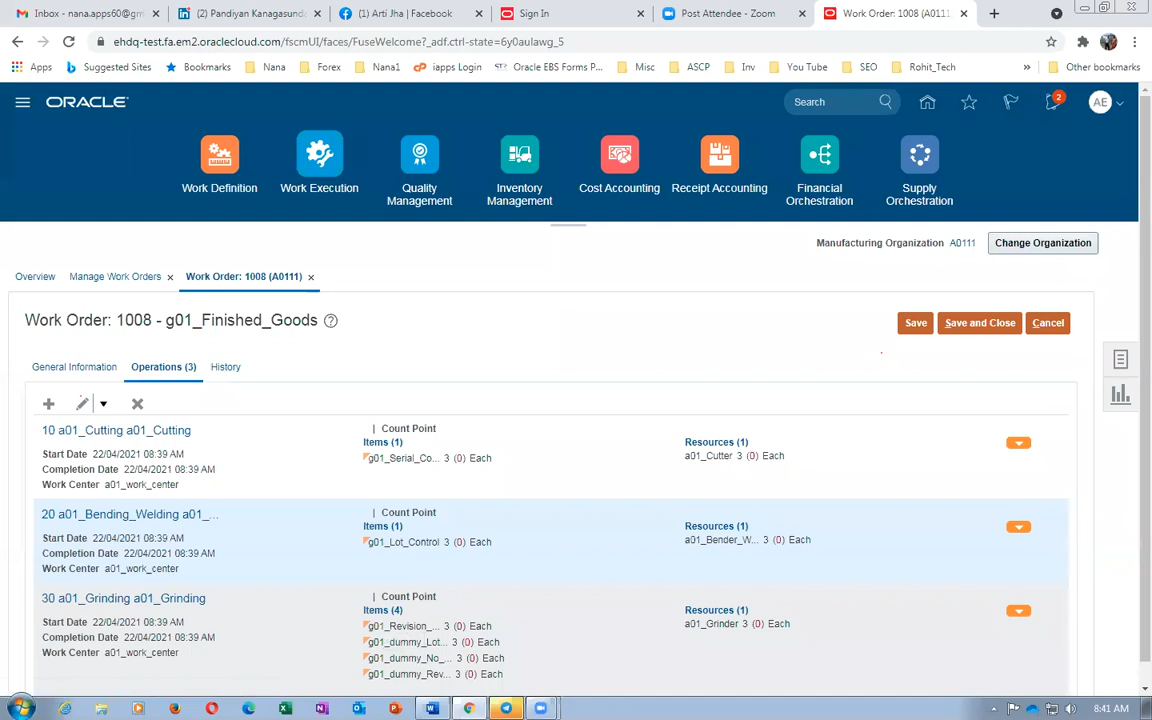 Inbox - nana.apps60@gm
(2) Pandiyan Kanagasund
(1) Arti Jha | Facebook
Sign In
Post Attendee - Zoom
Work Order: 1008 (A0111
ehdq-test.fa.em2.oraclecloud.com/fscmUI/faces/FuseWelcome?_adf.ctrl-state=6y0aulawg_5
Apps
Suggested Sites
Bookmarks
Nana
Forex
Nana1
iapps Login
Oracle EBS Forms P...
Misc
ASCP
Inv
You Tube
SEO
Rohit_Tech
»
Other bookmarks
ORACLE
Search
2
AE
Work Definition
Work Execution
Quality Management
Inventory Management
Cost Accounting
Receipt Accounting
Financial Orchestration
Supply Orchestration
Manufacturing Organization A0111
Change Organization
Overview
Manage Work Orders ×
Work Order: 1008 (A0111) ×
Work Order: 1008 - g01_Finished_Goods
Save
Save and Close
Cancel
General Information
Operations (3)
History
10 a01_Cutting a01_Cutting
Start Date 22/04/2021 08:39 AM
Completion Date 22/04/2021 08:39 AM
Work Center a01_work_center
| Count Point
Items (1)
g01_Serial_Co... 3 (0) Each
Resources (1)
a01_Cutter 3 (0) Each
20 a01_Bending_Welding a01_...
Start Date 22/04/2021 08:39 AM
Completion Date 22/04/2021 08:39 AM
Work Center a01_work_center
| Count Point
Items (1)
g01_Lot_Control 3 (0) Each
Resources (1)
a01_Bender_W... 3 (0) Each
30 a01_Grinding a01_Grinding
Start Date 22/04/2021 08:39 AM
Completion Date 22/04/2021 08:39 AM
Work Center a01_work_center
| Count Point
Items (4)
g01_Revision_... 3 (0) Each
g01_dummy_Lot... 3 (0) Each
g01_dummy_No_... 3 (0) Each
g01_dummy_Rev... 3 (0) Each
Resources (1)
a01_Grinder 3 (0) Each
8:41 AM